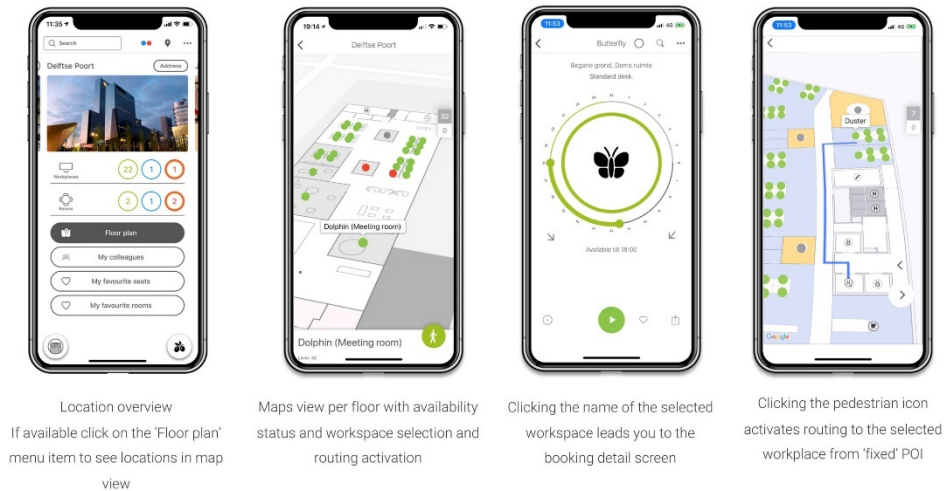 11:35
Search
Delftse Poort
Address
Workplaces
22
1
1
Rooms
2
1
2
Floor plan
My colleagues
My favourite seats
My favourite rooms
Location overview
If available click on the ‘Floor plan’
menu item to see locations in map
view
19:14
Delftse Poort
32
0
Dolphin (Meeting room)
Dolphin (Meeting room)
Level 32
Maps view per floor with availability
status and workspace selection and
routing activation
11:53
4G
Butterfly
Begane grond, Demo ruimte
Standard desk.
Available till 18:00
Clicking the name of the selected
workspace leads you to the
booking detail screen
11:53
4G
7
0
Duster
Google
Clicking the pedestrian icon
activates routing to the selected
workplace from ‘fixed’ POI